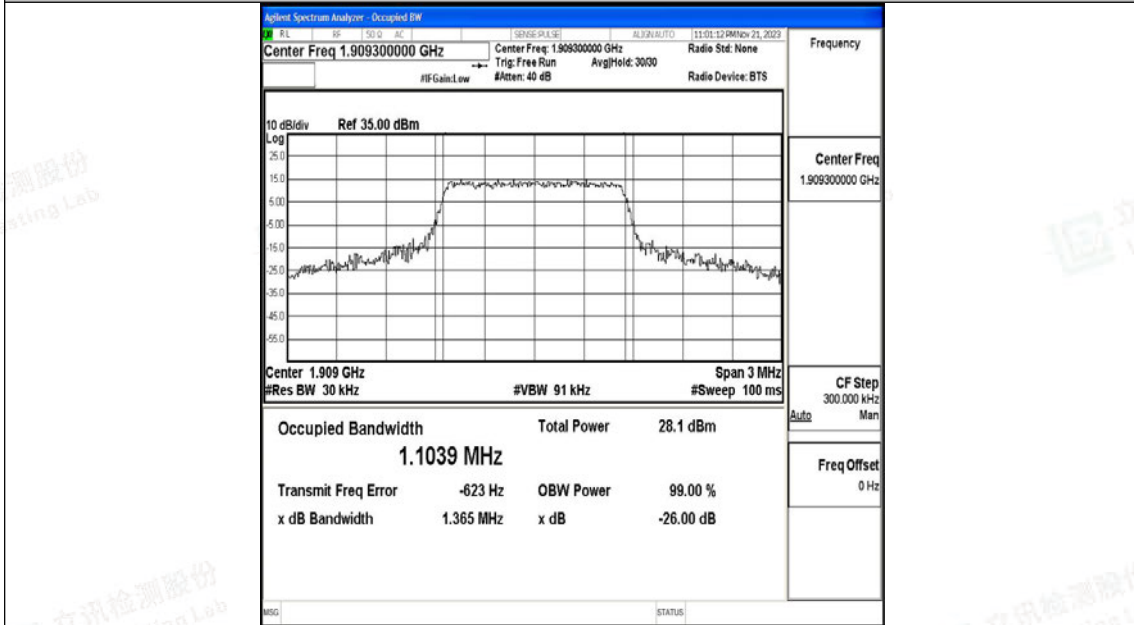 Agilent Spectrum Analyzer - Occupied BW
RL RF 50 Ω AC SENSE:PULSE ALIGN AUTO 11:01:12 PM Nov 21, 2023
Center Freq 1.909300000 GHz
Center Freq: 1.909300000 GHz
Radio Std: None
Trig: Free Run Avg|Hold: 30/30
#IFGain:Low
#Atten: 40 dB
Radio Device: BTS
Frequency
10 dB/div Ref 35.00 dBm
Log
25.0
15.0
5.00
-5.00
-15.0
-25.0
-35.0
-45.0
-55.0
Center 1.909 GHz
Span 3 MHz
#Res BW 30 kHz
#VBW 91 kHz
#Sweep 100 ms
Center Freq
1.909300000 GHz
CF Step
300.000 kHz
Auto Man
Freq Offset
0 Hz
Occupied Bandwidth
1.1039 MHz
Total Power 28.1 dBm
Transmit Freq Error -623 Hz
OBW Power 99.00 %
x dB Bandwidth 1.365 MHz
x dB -26.00 dB
MSG
STATUS
立讯检测股份